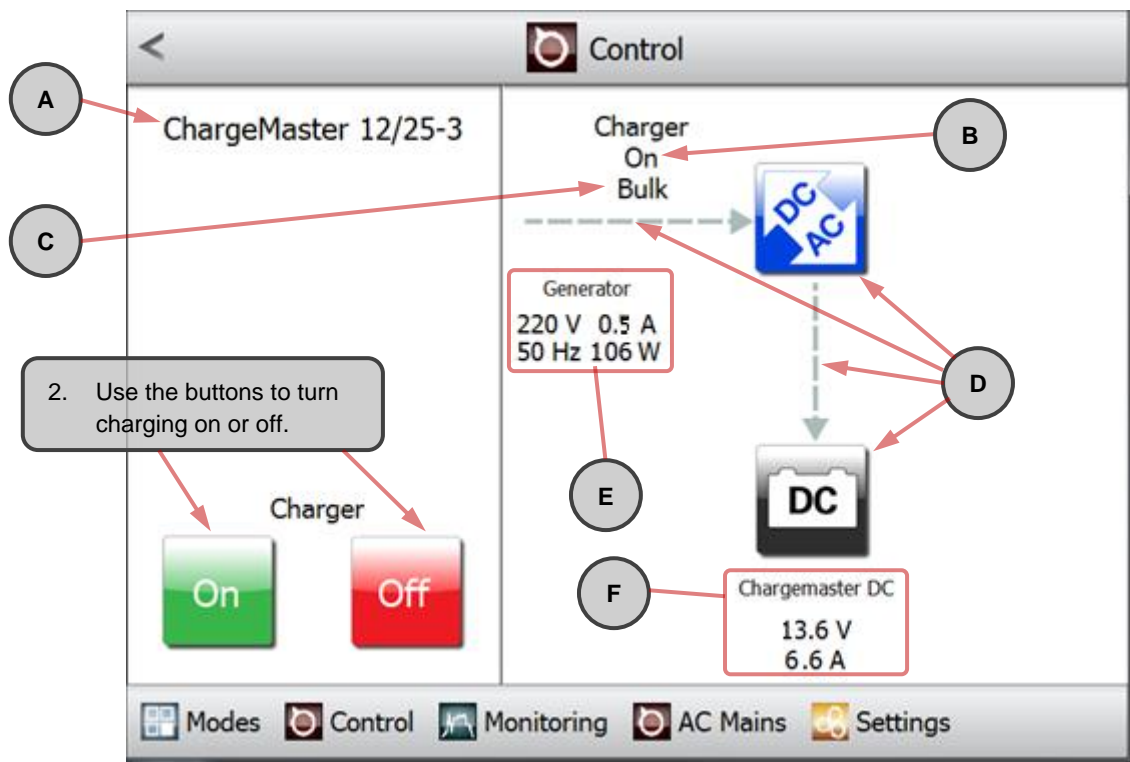 <
Control
A
ChargeMaster 12/25-3
Charger
On
Bulk
B
C
DC
AC
Generator
220 V 0.5 A
50 Hz 106 W
D
2. Use the buttons to turn
charging on or off.
E
Charger
On
Off
DC
F
Chargemaster DC
13.6 V
6.6 A
Modes
Control
Monitoring
AC Mains
Settings